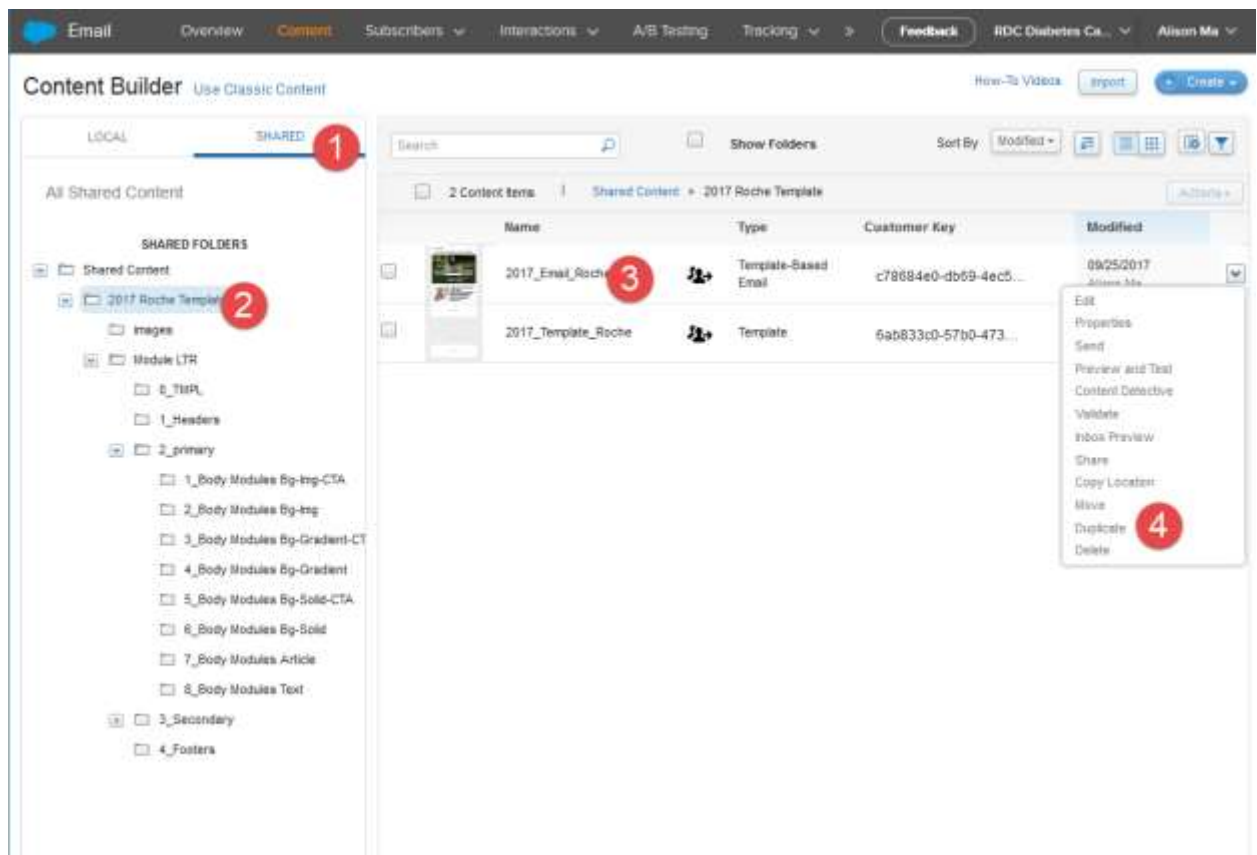 Email Overview Content Subscribers Interactions A/B Testing Tracking » Feedback RDC Diabetes Ca... Alison Ma
Content Builder Use Classic Content How-To Videos Import + Create
LOCAL SHARED 1
Search Show Folders Sort By Modified
All Shared Content
2 Content Items Shared Content 2017 Roche Template Actions
Name Type Customer Key Modified
SHARED FOLDERS
Shared Content
2017 Roche Template 2
Images
Module LTR
0_TMPL
1_Headers
2_primary
1_Body Modules Bg-Img-CTA
2_Body Modules Bg-Img
3_Body Modules Bg-Gradient-CT
4_Body Modules Bg-Gradient
5_Body Modules Bg-Solid-CTA
6_Body Modules Bg-Solid
7_Body Modules Article
8_Body Modules Text
3_Secondary
4_Footers
2017_Email_Roche 3 Template-Based Email c78684e0-db69-4ec5... 09/25/2017
Alison Ma
2017_Template_Roche Template 6ab833c0-57b0-473...
Edit
Properties
Send
Preview and Test
Content Detective
Validate
Inbox Preview
Share
Copy Location
Move
Duplicate 4
Delete